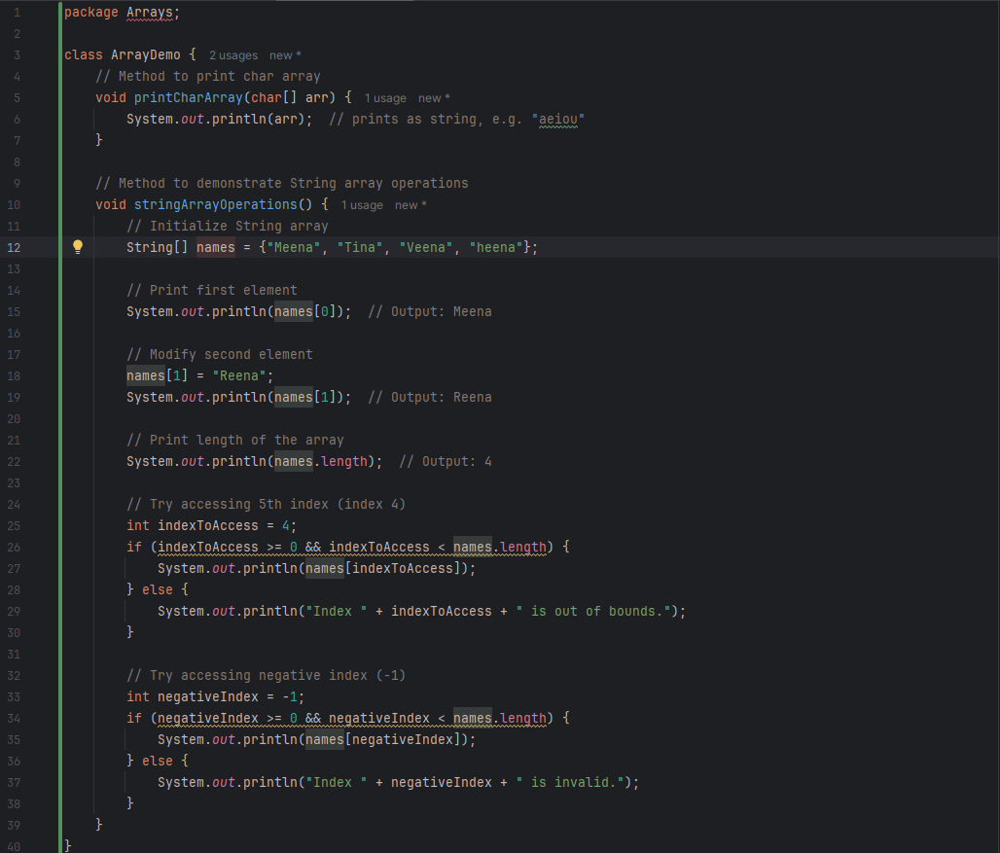 1 package Arrays;
2
3 class ArrayDemo { 2 usages new *
4 // Method to print char array
5 void printCharArray(char[] arr) { 1 usage new *
6 System.out.println(arr); // prints as string, e.g. "aeiou"
7 }
8
9 // Method to demonstrate String array operations
10 void stringArrayOperations() { 1 usage new *
11 // Initialize String array
12 String[] names = {"Meena", "Tina", "Veena", "heena"};
13
14 // Print first element
15 System.out.println(names[0]); // Output: Meena
16
17 // Modify second element
18 names[1] = "Reena";
19 System.out.println(names[1]); // Output: Reena
20
21 // Print length of the array
22 System.out.println(names.length); // Output: 4
23
24 // Try accessing 5th index (index 4)
25 int indexToAccess = 4;
26 if (indexToAccess >= 0 && indexToAccess < names.length) {
27 System.out.println(names[indexToAccess]);
28 } else {
29 System.out.println("Index " + indexToAccess + " is out of bounds.");
30 }
31
32 // Try accessing negative index (-1)
33 int negativeIndex = -1;
34 if (negativeIndex >= 0 && negativeIndex < names.length) {
35 System.out.println(names[negativeIndex]);
36 } else {
37 System.out.println("Index " + negativeIndex + " is invalid.");
38 }
39 }
40 }